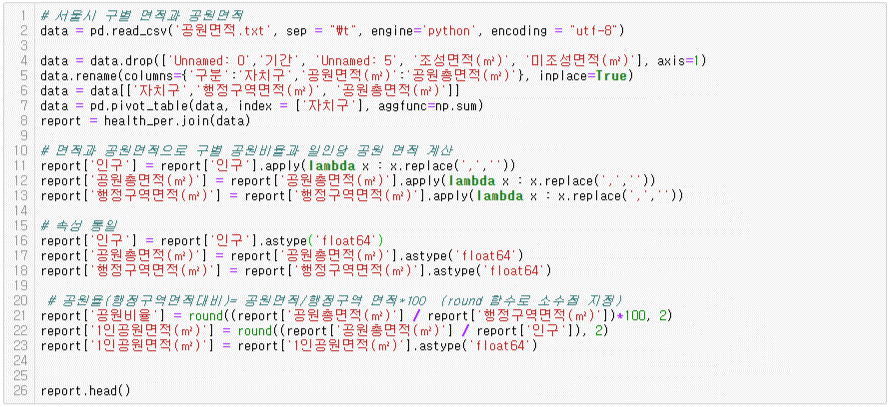 1 # 서울시 구별 면적과 공원면적
2 data = pd.read_csv('공원면적.txt', sep = "₩t", engine='python', encoding = "utf-8")
3
4 data = data.drop(['Unnamed: 0','기간', 'Unnamed: 5', '조성면적(㎡)', '미조성면적(㎡)'], axis=1)
5 data.rename(columns={'구분':'자치구','공원면적(㎡)':'공원총면적(㎡)'}, inplace=True)
6 data = data[['자치구','행정구역면적(㎡)', '공원총면적(㎡)']]
7 data = pd.pivot_table(data, index = ['자치구'], aggfunc=np.sum)
8 report = health_per.join(data)
9
10 # 면적과 공원면적으로 구별 공원비율과 일인당 공원 면적 계산
11 report['인구'] = report['인구'].apply(lambda x : x.replace(',',''))
12 report['공원총면적(㎡)'] = report['공원총면적(㎡)'].apply(lambda x : x.replace(',',''))
13 report['행정구역면적(㎡)'] = report['행정구역면적(㎡)'].apply(lambda x : x.replace(',',''))
14
15 # 속성 통일
16 report['인구'] = report['인구'].astype('float64')
17 report['공원총면적(㎡)'] = report['공원총면적(㎡)'].astype('float64')
18 report['행정구역면적(㎡)'] = report['행정구역면적(㎡)'].astype('float64')
19
20 # 공원율(행정구역면적대비)= 공원면적/행정구역 면적*100 (round 함수로 소수점 지정)
21 report['공원비율'] = round((report['공원총면적(㎡)'] / report['행정구역면적(㎡)'])*100, 2)
22 report['1인공원면적(㎡)'] = round((report['공원총면적(㎡)'] / report['인구']), 2)
23 report['1인공원면적(㎡)'] = report['1인공원면적(㎡)'].astype('float64')
24
25
26 report.head()